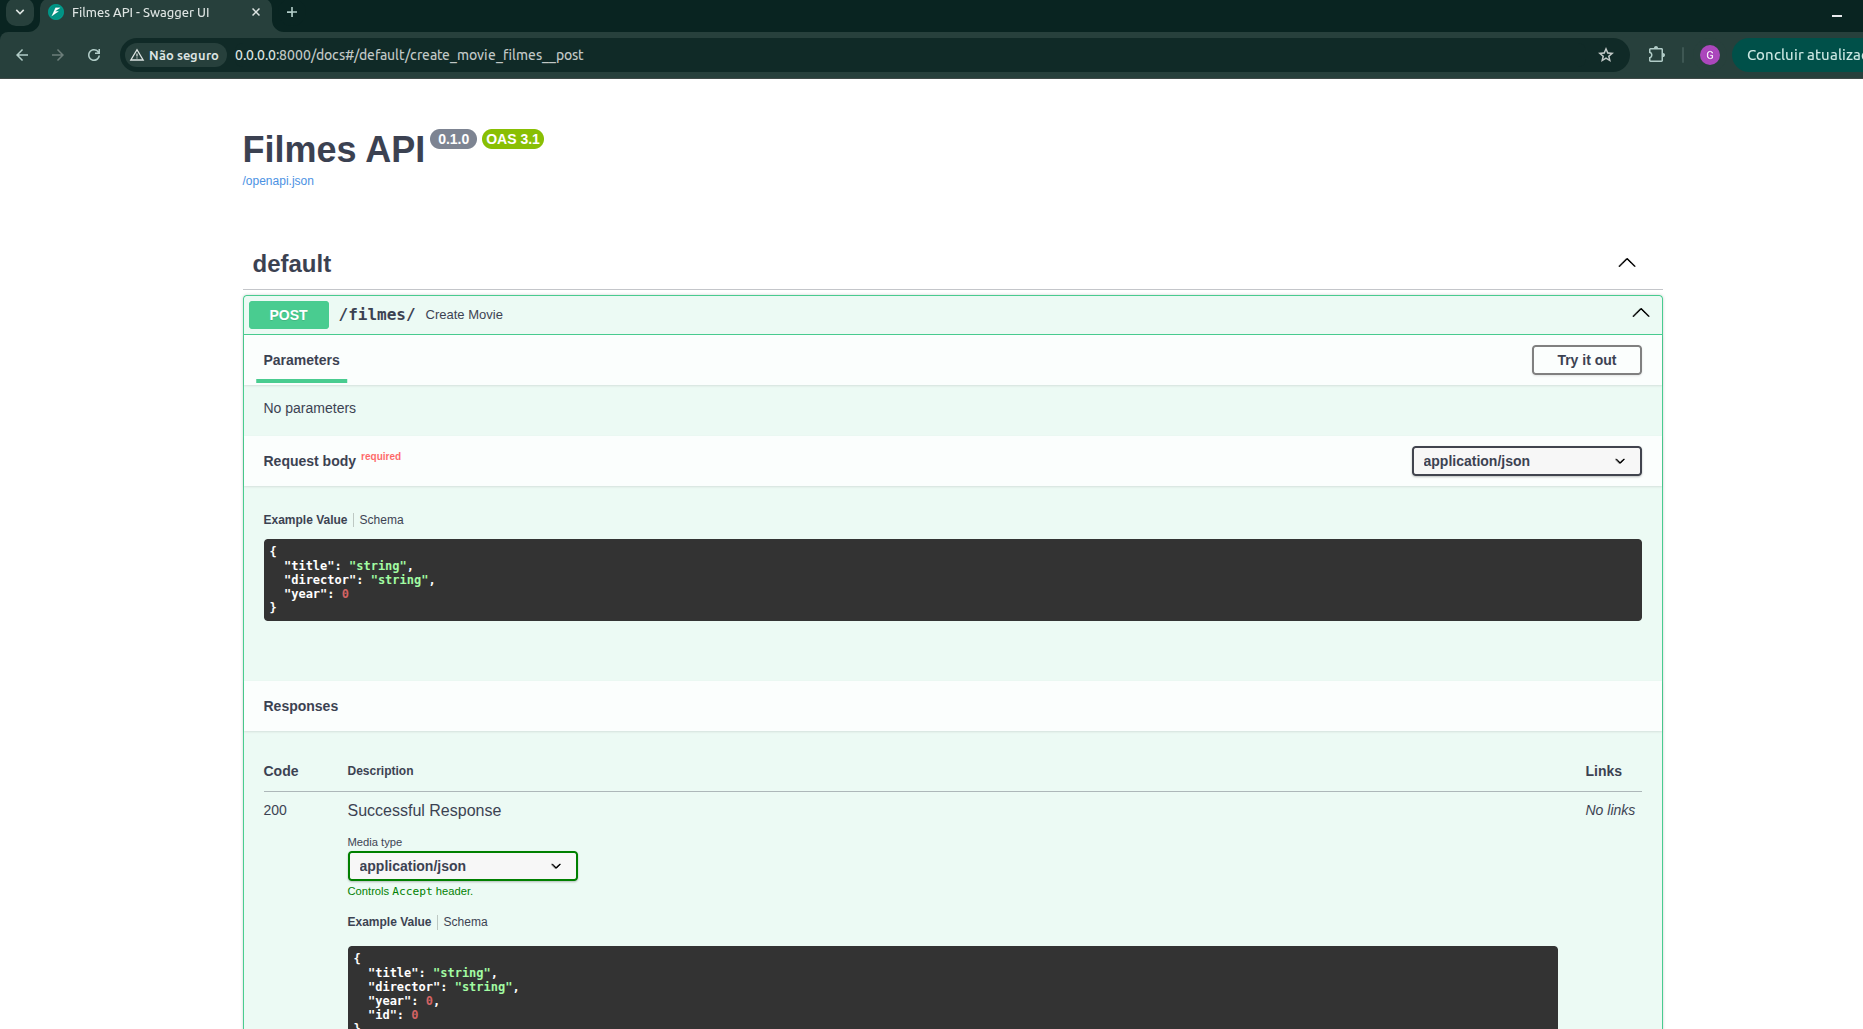 Filmes API - Swagger UI
Não seguro 0.0.0.0:8000/docs#/default/create_movie_filmes__post
G
Concluir atualiza
Filmes API 0.1.0 OAS 3.1
/openapi.json
default
POST /filmes/ Create Movie
Parameters
Try it out
No parameters
Request body required
application/json
Example Value Schema
{
"title": "string",
"director": "string",
"year": 0
}
Responses
Code Description Links
200 Successful Response No links
Media type
application/json
Controls Accept header.
Example Value Schema
{
"title": "string",
"director": "string",
"year": 0,
"id": 0
}